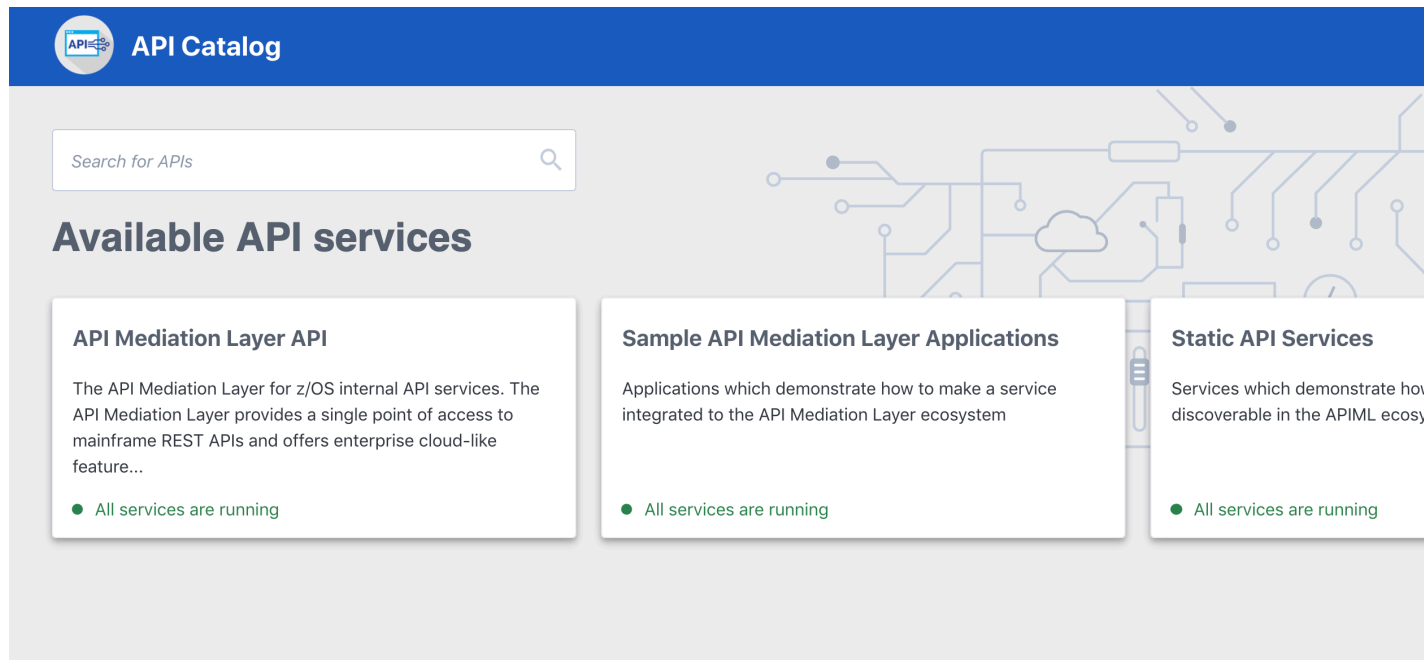 API
API Catalog
Search for APIs
Available API services
API Mediation Layer API
The API Mediation Layer for z/OS internal API services. The
API Mediation Layer provides a single point of access to
mainframe REST APIs and offers enterprise cloud-like
feature...
All services are running
Sample API Mediation Layer Applications
Applications which demonstrate how to make a service
integrated to the API Mediation Layer ecosystem
All services are running
Static API Services
Services which demonstrate
discoverable in the APIML
All services are running